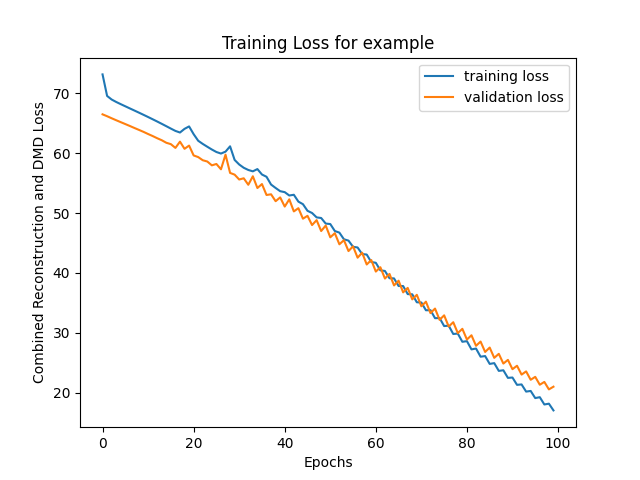 Training Loss for example
training loss
validation loss
Combined Reconstruction and DMD Loss
70
60
50
40
30
20
0 20 40 60 80 100
Epochs